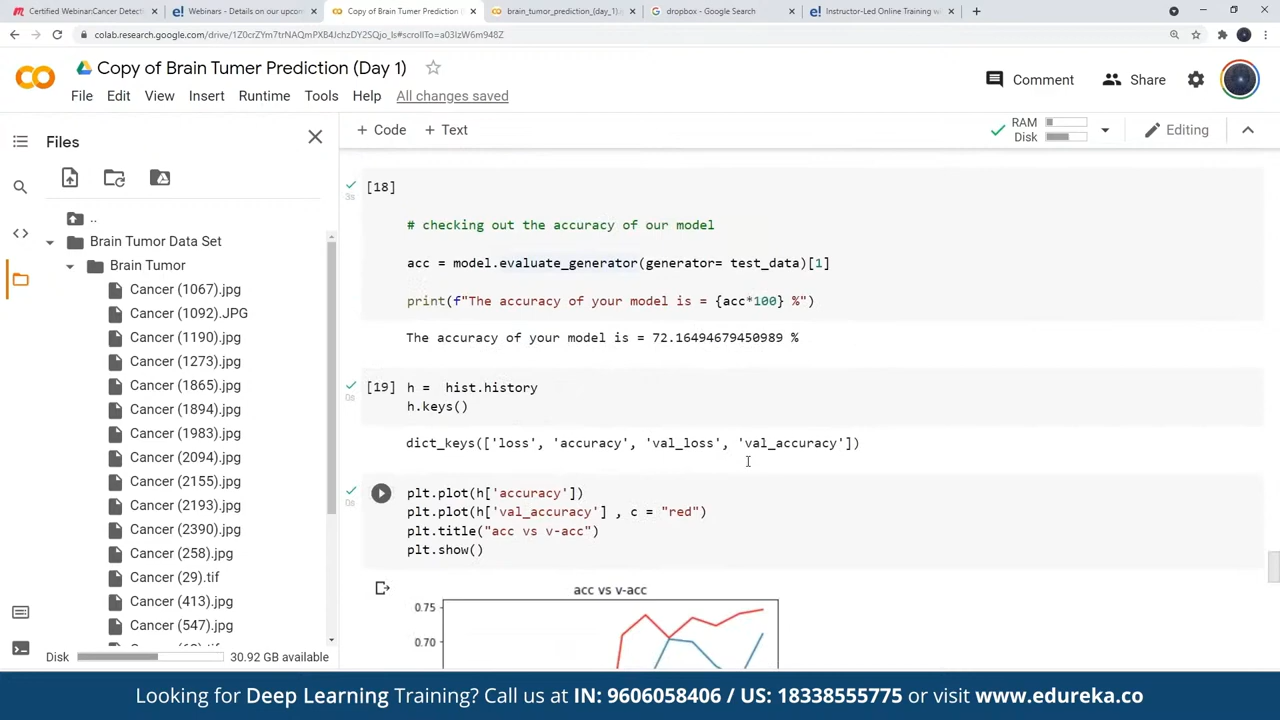 Certified Webinar:Cancer Detect
Webinars - Details on our upcom
Copy of Brain Tumor Prediction (
brain_tumor_prediction_(day_1).i
dropbox - Google Search
Instructor-Led Online Training w
colab.research.google.com/drive/1Z0crZYm7trNAQmPXB4JchzDY2SQjo_ls#scrollTo=a03IzW6m948Z
Copy of Brain Tumer Prediction (Day 1)
Comment
Share
File Edit View Insert Runtime Tools Help All changes saved
Files
+ Code + Text
RAM
Disk
Editing
..
Brain Tumor Data Set
Brain Tumor
Cancer (1067).jpg
Cancer (1092).JPG
Cancer (1190).jpg
Cancer (1273).jpg
Cancer (1865).jpg
Cancer (1894).jpg
Cancer (1983).jpg
Cancer (2094).jpg
Cancer (2155).jpg
Cancer (2193).jpg
Cancer (2390).jpg
Cancer (258).jpg
Cancer (29).tif
Cancer (413).jpg
Cancer (547).jpg
Disk 30.92 GB available
[18]
3s
# checking out the accuracy of our model
acc = model.evaluate_generator(generator= test_data)[1]
print(f"The accuracy of your model is = {acc*100} %")
The accuracy of your model is = 72.16494679450989 %
[19] h = hist.history
0s
h.keys()
dict_keys(['loss', 'accuracy', 'val_loss', 'val_accuracy'])
plt.plot(h['accuracy'])
0s
plt.plot(h['val_accuracy'] , c = "red")
plt.title("acc vs v-acc")
plt.show()
acc vs v-acc
0.75
0.70
Looking for Deep Learning Training? Call us at IN: 9606058406 / US: 18338555775 or visit www.edureka.co